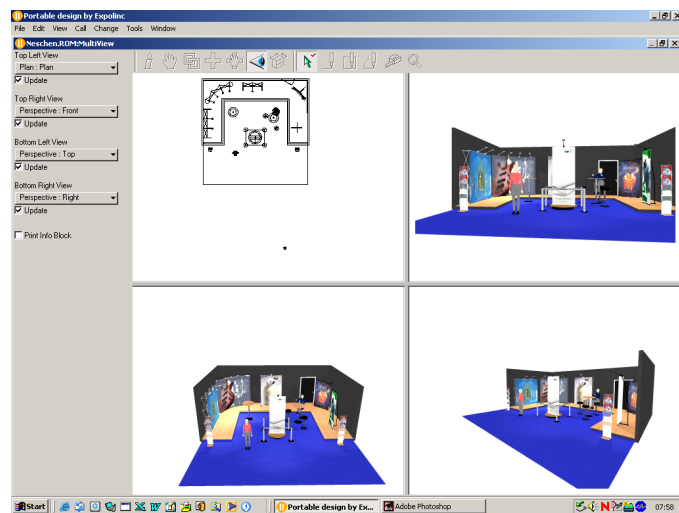 Portable design by Expolinc
File Edit View Call Change Tools Window
Neschen.ROM:MultiView
Top Left View
Plan : Plan
Update
Top Right View
Perspective : Front
Update
Bottom Left View
Perspective : Top
Update
Bottom Right View
Perspective : Right
Update
Print Info Block
Start
Portable design by Ex...
Adobe Photoshop
07:58